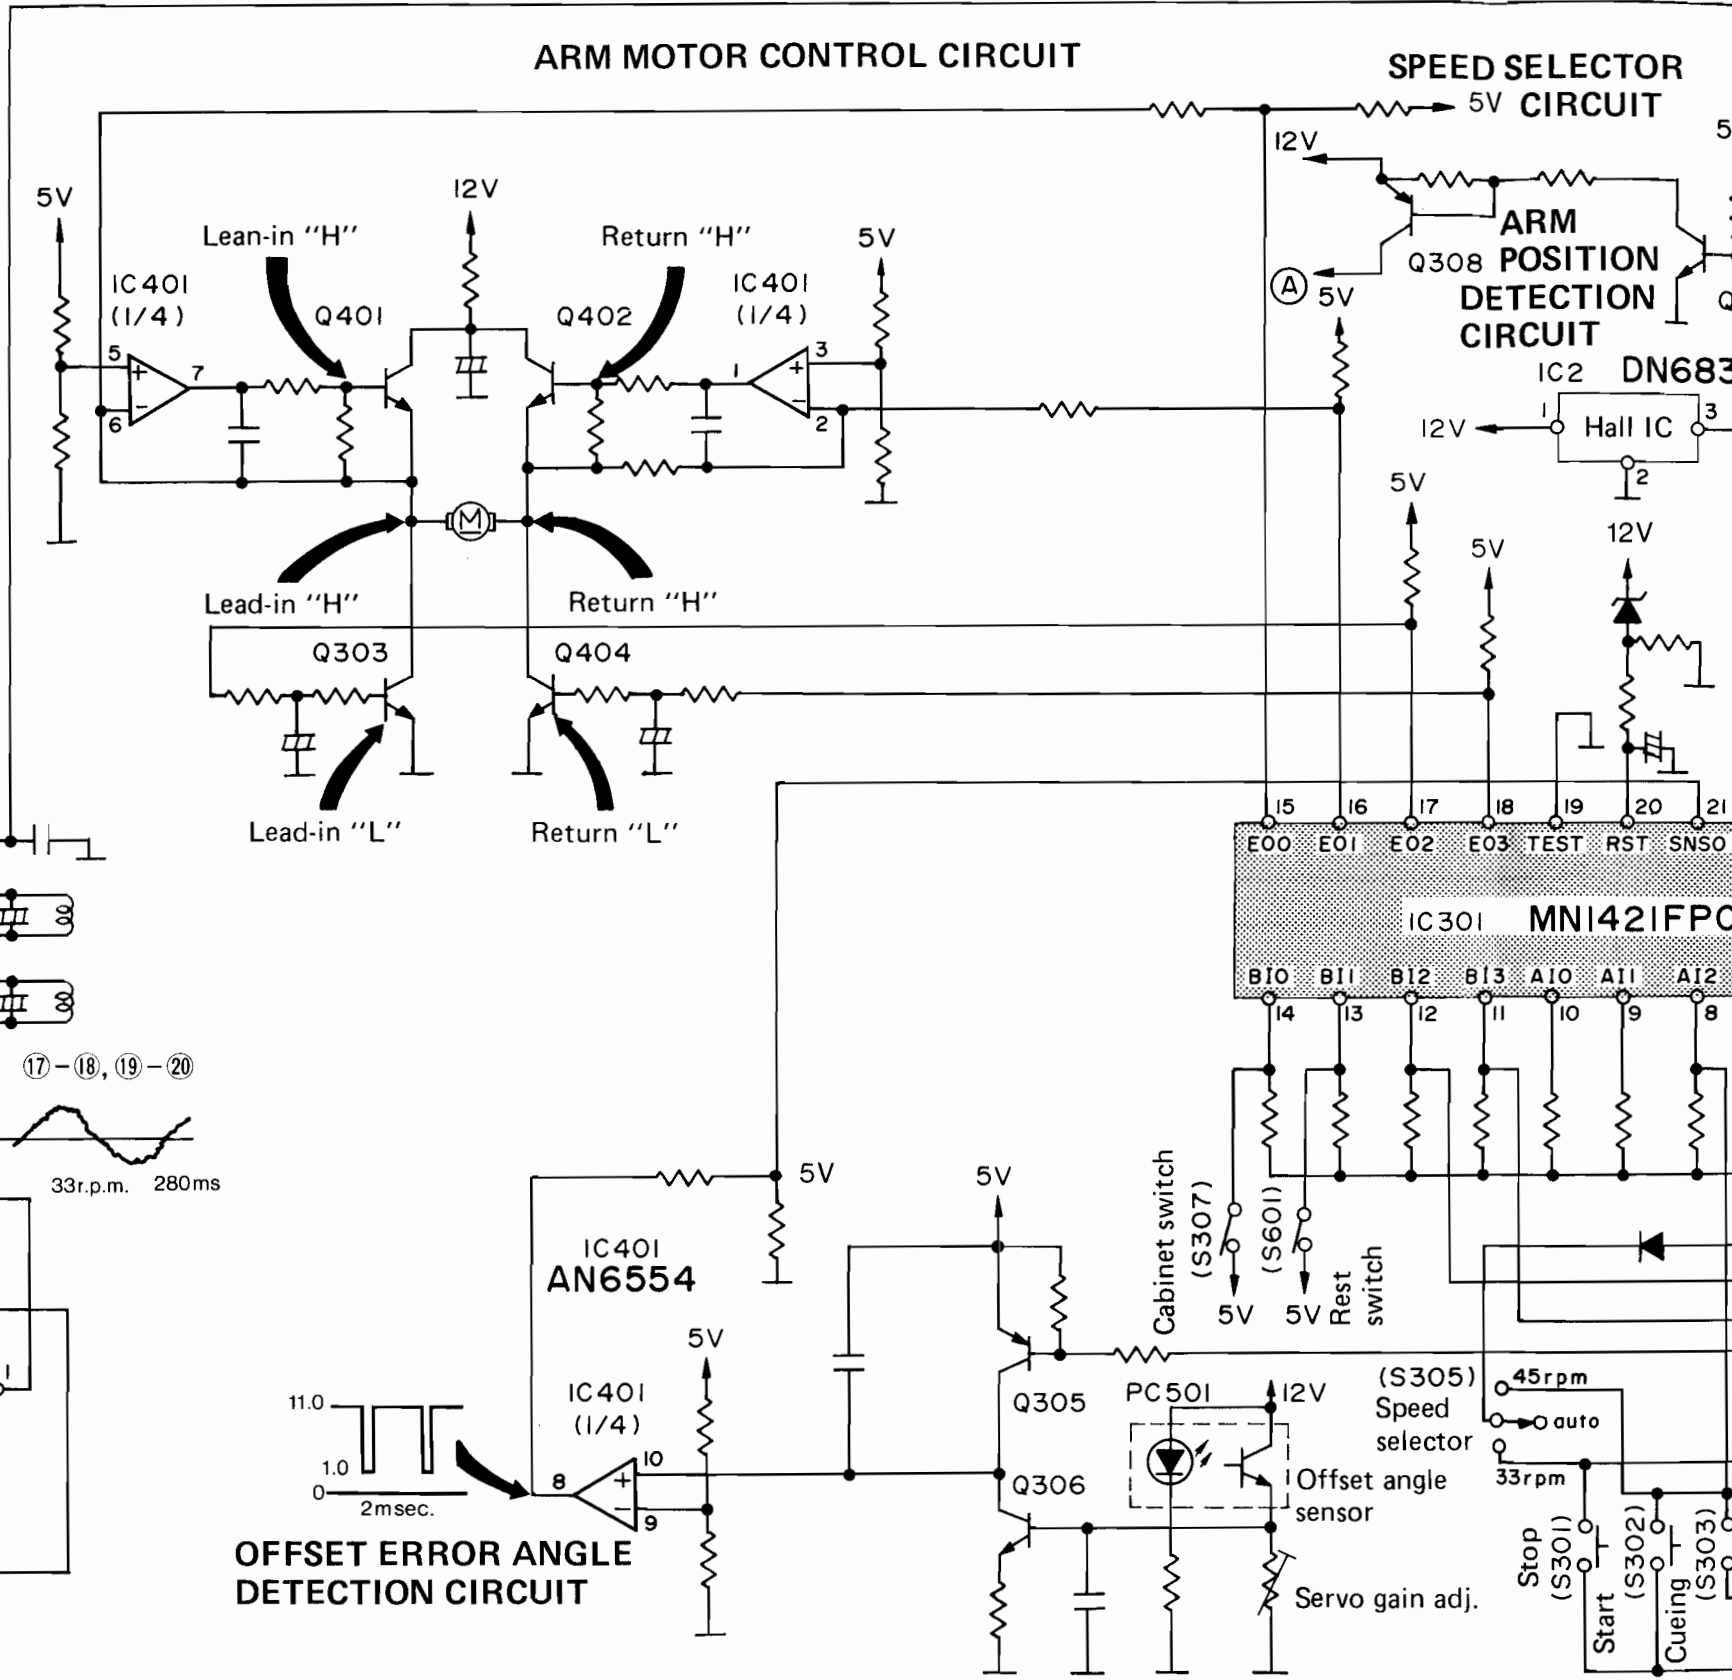 ARM MOTOR CONTROL CIRCUIT
SPEED SELECTOR
5V CIRCUIT
12V
5V
12V
Lean-in "H"
Return "H"
5V
ARM
Q308 POSITION
DETECTION
CIRCUIT
A
5V
IC401
(1/4)
Q401
Q402
IC401
(1/4)
5
+
7
-
6
1
3
+
-
2
IC2 DN683
1
Hall IC
3
12V
2
5V
M
12V
5V
Lead-in "H"
Return "H"
Q303
Q404
Lead-in "L"
Return "L"
15 16 17 18 19 20 21
EO0 EO1 EO2 EO3 TEST RST SNSO
IC301 MN1421FPC
BI0 BI1 BI2 BI3 AI0 AI1 AI2
14 13 12 11 10 9 8
⑰-⑱, ⑲-⑳
33r.p.m. 280ms
5V
5V
IC401
AN6554
Cabinet switch
(S307)
(S601)
Rest
switch
5V
5V
5V
1
11.0
1.0
0
2msec.
IC401
(1/4)
8
10
+
-
9
Q305
Q306
PC501
12V
Offset angle
sensor
Servo gain adj.
(S305)
Speed
selector
45rpm
auto
33rpm
OFFSET ERROR ANGLE
DETECTION CIRCUIT
Stop
(S301)
Start
(S302)
Cueing
(S303)